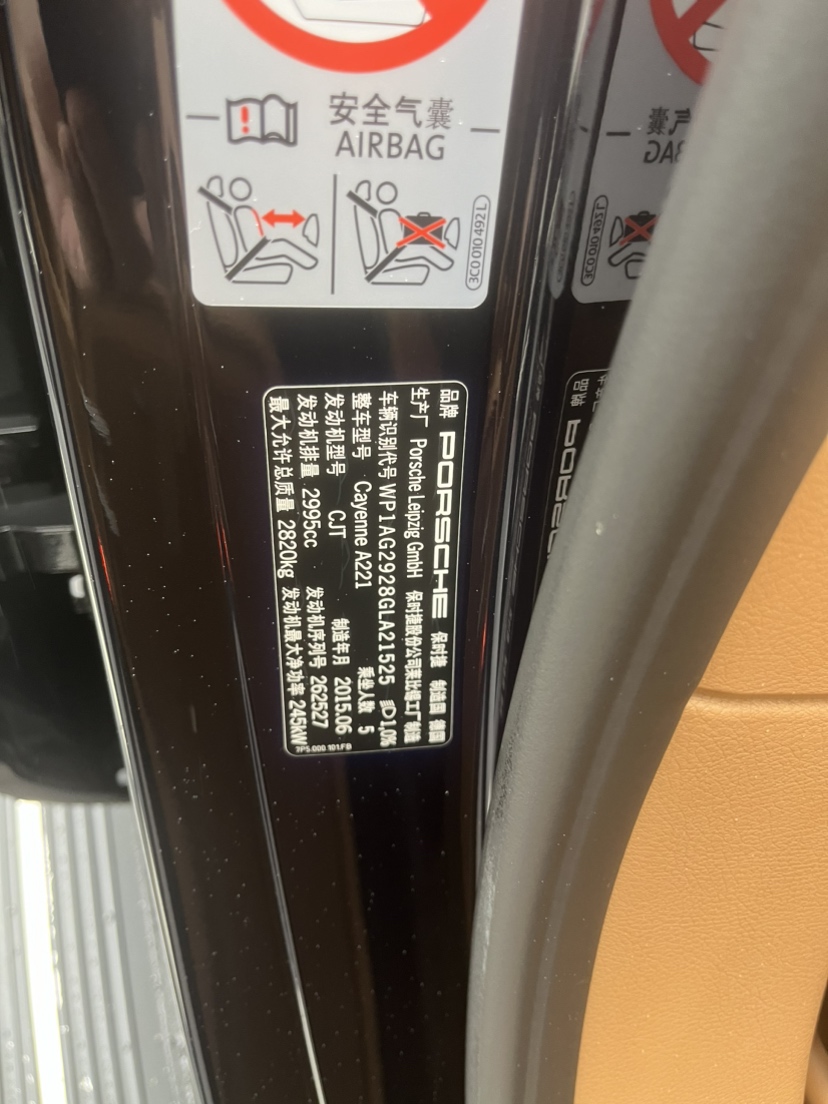 安全气囊
AIRBAG
3C0 010 492 L
品牌 PORSCHE 保时捷 制造国 德国
生产厂 Porsche Leipzig GmbH 保时捷股份公司莱比锡工厂制造
车辆识别代号 WP1AG2928GLA21525 1,0%
整车型号 Cayenne A221 乘坐人数 5
发动机型号 CJT 制造年月 2015.06
发动机排量 2995cc 发动机序列号 262527
最大允许总质量 2820kg 发动机最大净功率 245kW
7P5.000.101.FB